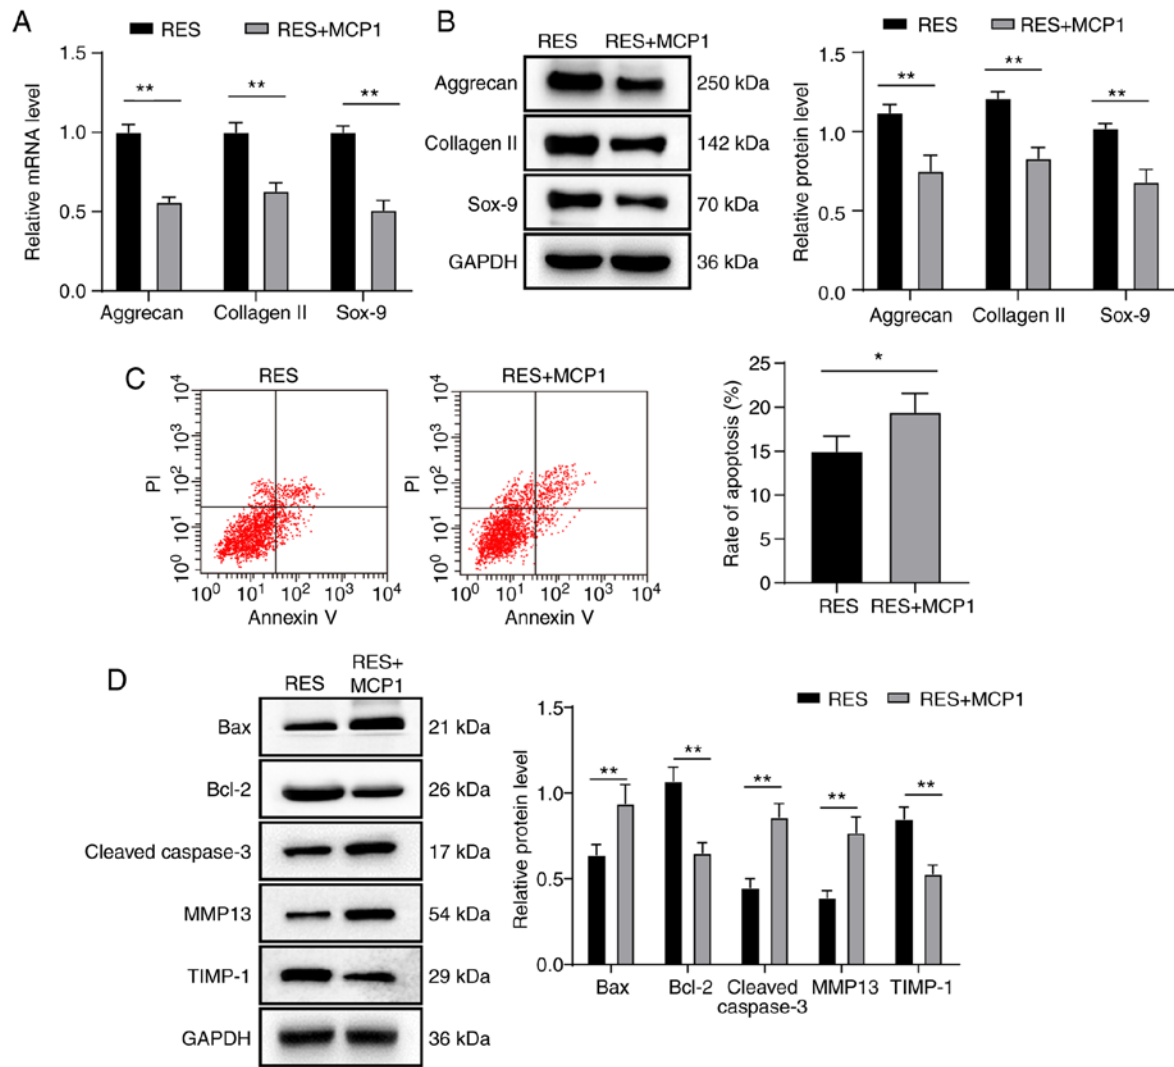 A
RES
RES+MCP1
Relative mRNA level
1.5
1.0
0.5
0.0
**
**
**
Aggrecan
Collagen II
Sox-9
B
RES
RES+MCP1
Aggrecan
250 kDa
Collagen II
142 kDa
Sox-9
70 kDa
GAPDH
36 kDa
RES
RES+MCP1
Relative protein level
1.5
1.0
0.5
0.0
**
**
**
Aggrecan
Collagen II
Sox-9
C
RES
PI
10⁴
10³
10²
10¹
10⁰
10⁰
10¹
10²
10³
10⁴
Annexin V
RES+MCP1
PI
10⁴
10³
10²
10¹
10⁰
10⁰
10¹
10²
10³
10⁴
Annexin V
Rate of apoptosis (%)
25
20
15
10
5
0
*
RES
RES+MCP1
D
RES
RES+
MCP1
Bax
21 kDa
Bcl-2
26 kDa
Cleaved caspase-3
17 kDa
MMP13
54 kDa
TIMP-1
29 kDa
GAPDH
36 kDa
RES
RES+MCP1
Relative protein level
1.5
1.0
0.5
0.0
**
**
**
**
**
Bax
Bcl-2
Cleaved
caspase-3
MMP13
TIMP-1